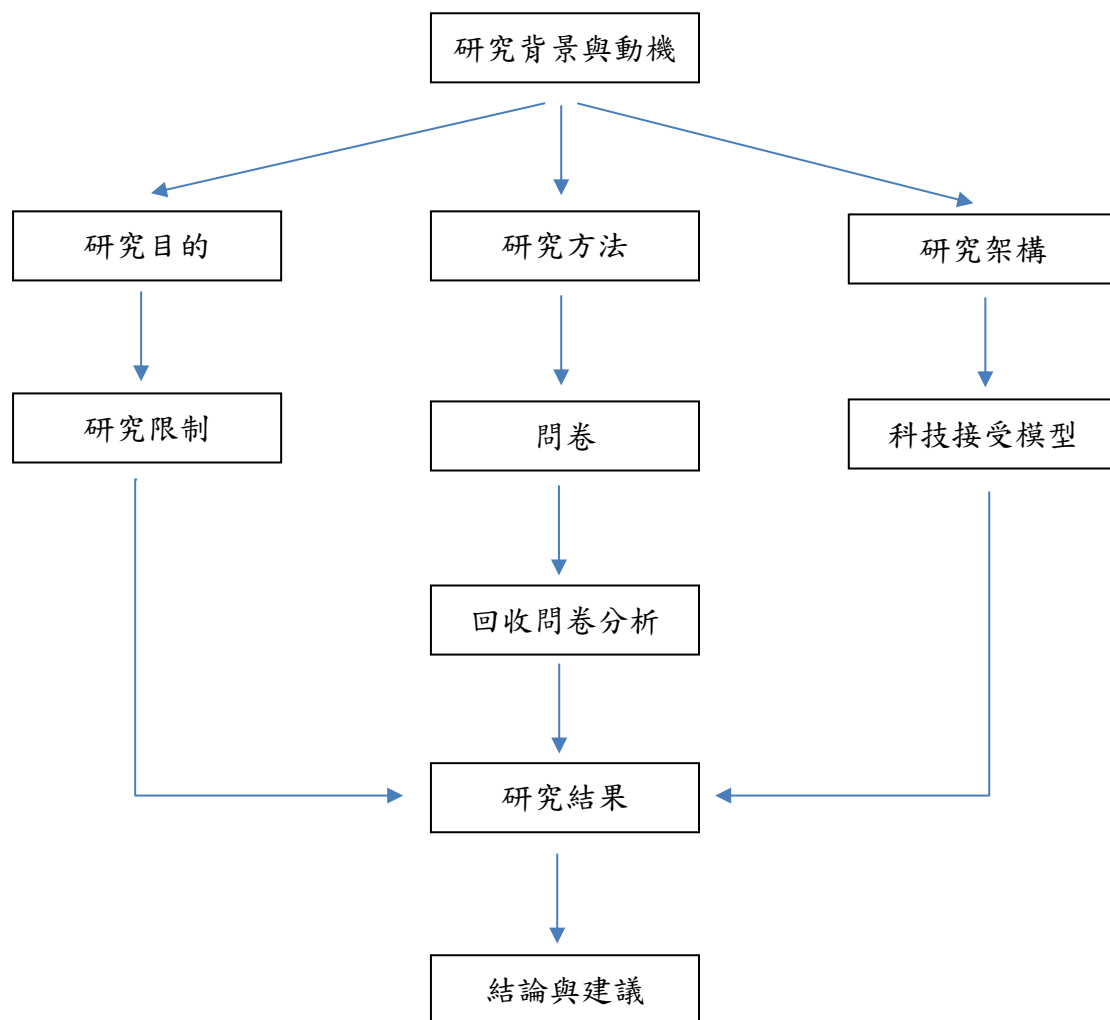 研究背景與動機
研究目的
研究方法
研究架構
研究限制
問卷
科技接受模型
回收問卷分析
研究結果
結論與建議